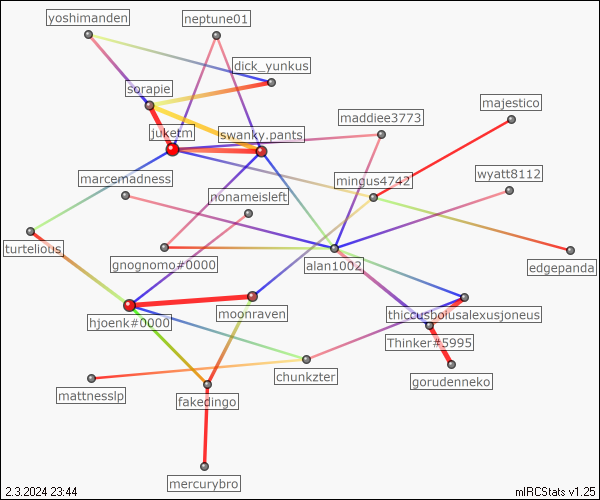 yoshimanden
neptune01
dick_yunkus
sorapie
majestico
maddiee3773
juketm
swanky.pants
wyatt8112
marcemadness
mingus4742
nonameisleft
turtelious
gnognomo#0000
alan1002
edgepanda
moonraven
thiccusbolusalexusjoneus
hjoenk#0000
Thinker#5995
chunkzter
gorudenneko
mattnesslp
fakedingo
mercurybro
2.3.2024 23:44
mIRCStats v1.25